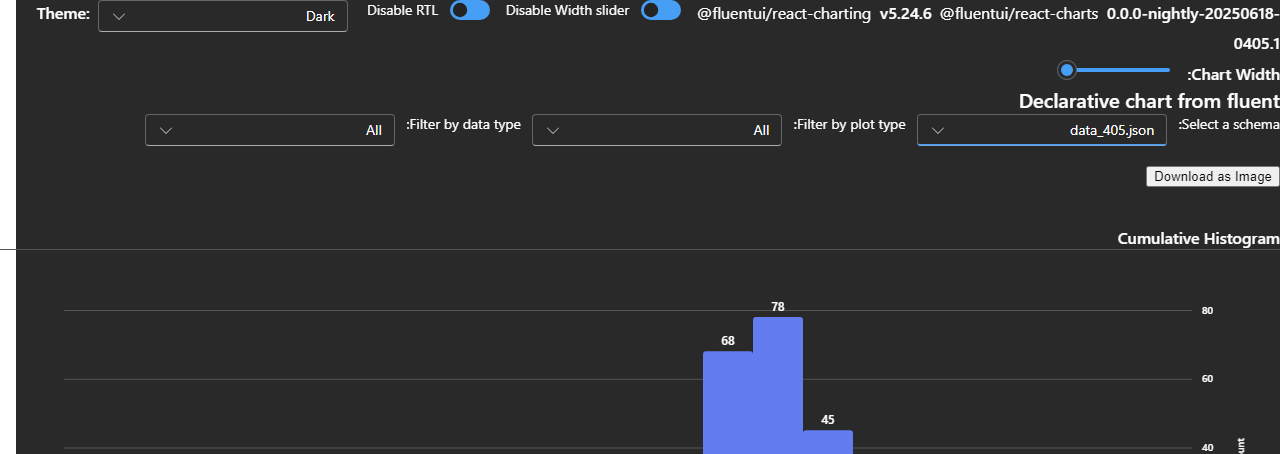 Theme: Dark Disable RTL Disable Width slider @fluentui/react-charting v5.24.6 @fluentui/react-charts 0.0.0-nightly-20250618-
0405.1
:Chart Width
Declarative chart from fluent
:Select a schema data_405.json :Filter by plot type All :Filter by data type All
Download as Image
Cumulative Histogram
80
78
68
60
45
40